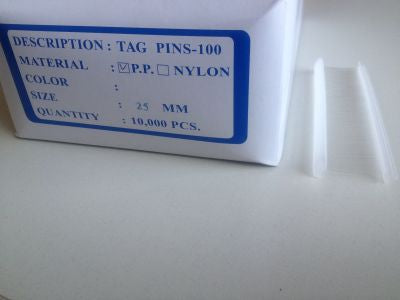 DESCRIPTION : TAG PINS-100
MATERIAL : ☑P.P.☐ NYLON
COLOR :
SIZE : 25 MM
QUANTITY : 10,000 PCS.